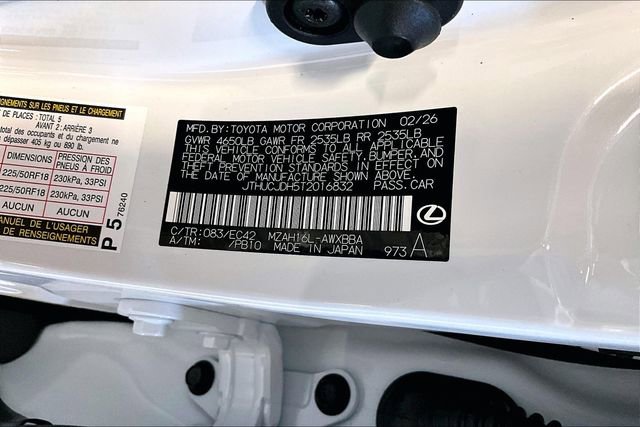 GNEMENTS SUR LES PNEUS ET LE CHARGEMENT
DE PLACES : TOTAL 5
AVANT 2 : ARRIÈRE 3
total des occupants et du chargement ne
dépasser 405 kg or 890 lb.
DIMENSIONS PRESSION DES PNEUS À FROID
225/50RF18 230kPa, 33PSI
225/50RF18 230kPa, 33PSI
AUCUN AUCUN
MANUEL DE L'USAGER
DE RENSEIGNEMENTS
P 5 76240
MFD. BY: TOYOTA MOTOR CORPORATION 02/26
GVWR 4650LB GAWR FR 2535LB RR 2535LB
THIS VEHICLE CONFORMS TO ALL APPLICABLE
FEDERAL MOTOR VEHICLE SAFETY, BUMPER, AND
THEFT PREVENTION STANDARDS IN EFFECT ON
THE DATE OF MANUFACTURE SHOWN ABOVE.
JTHUCJDH5T20T6832 PASS. CAR
C/TR: 083/EC42 MZAH16L-AWXBBA
A/TM: /PB10 MADE IN JAPAN 973 A